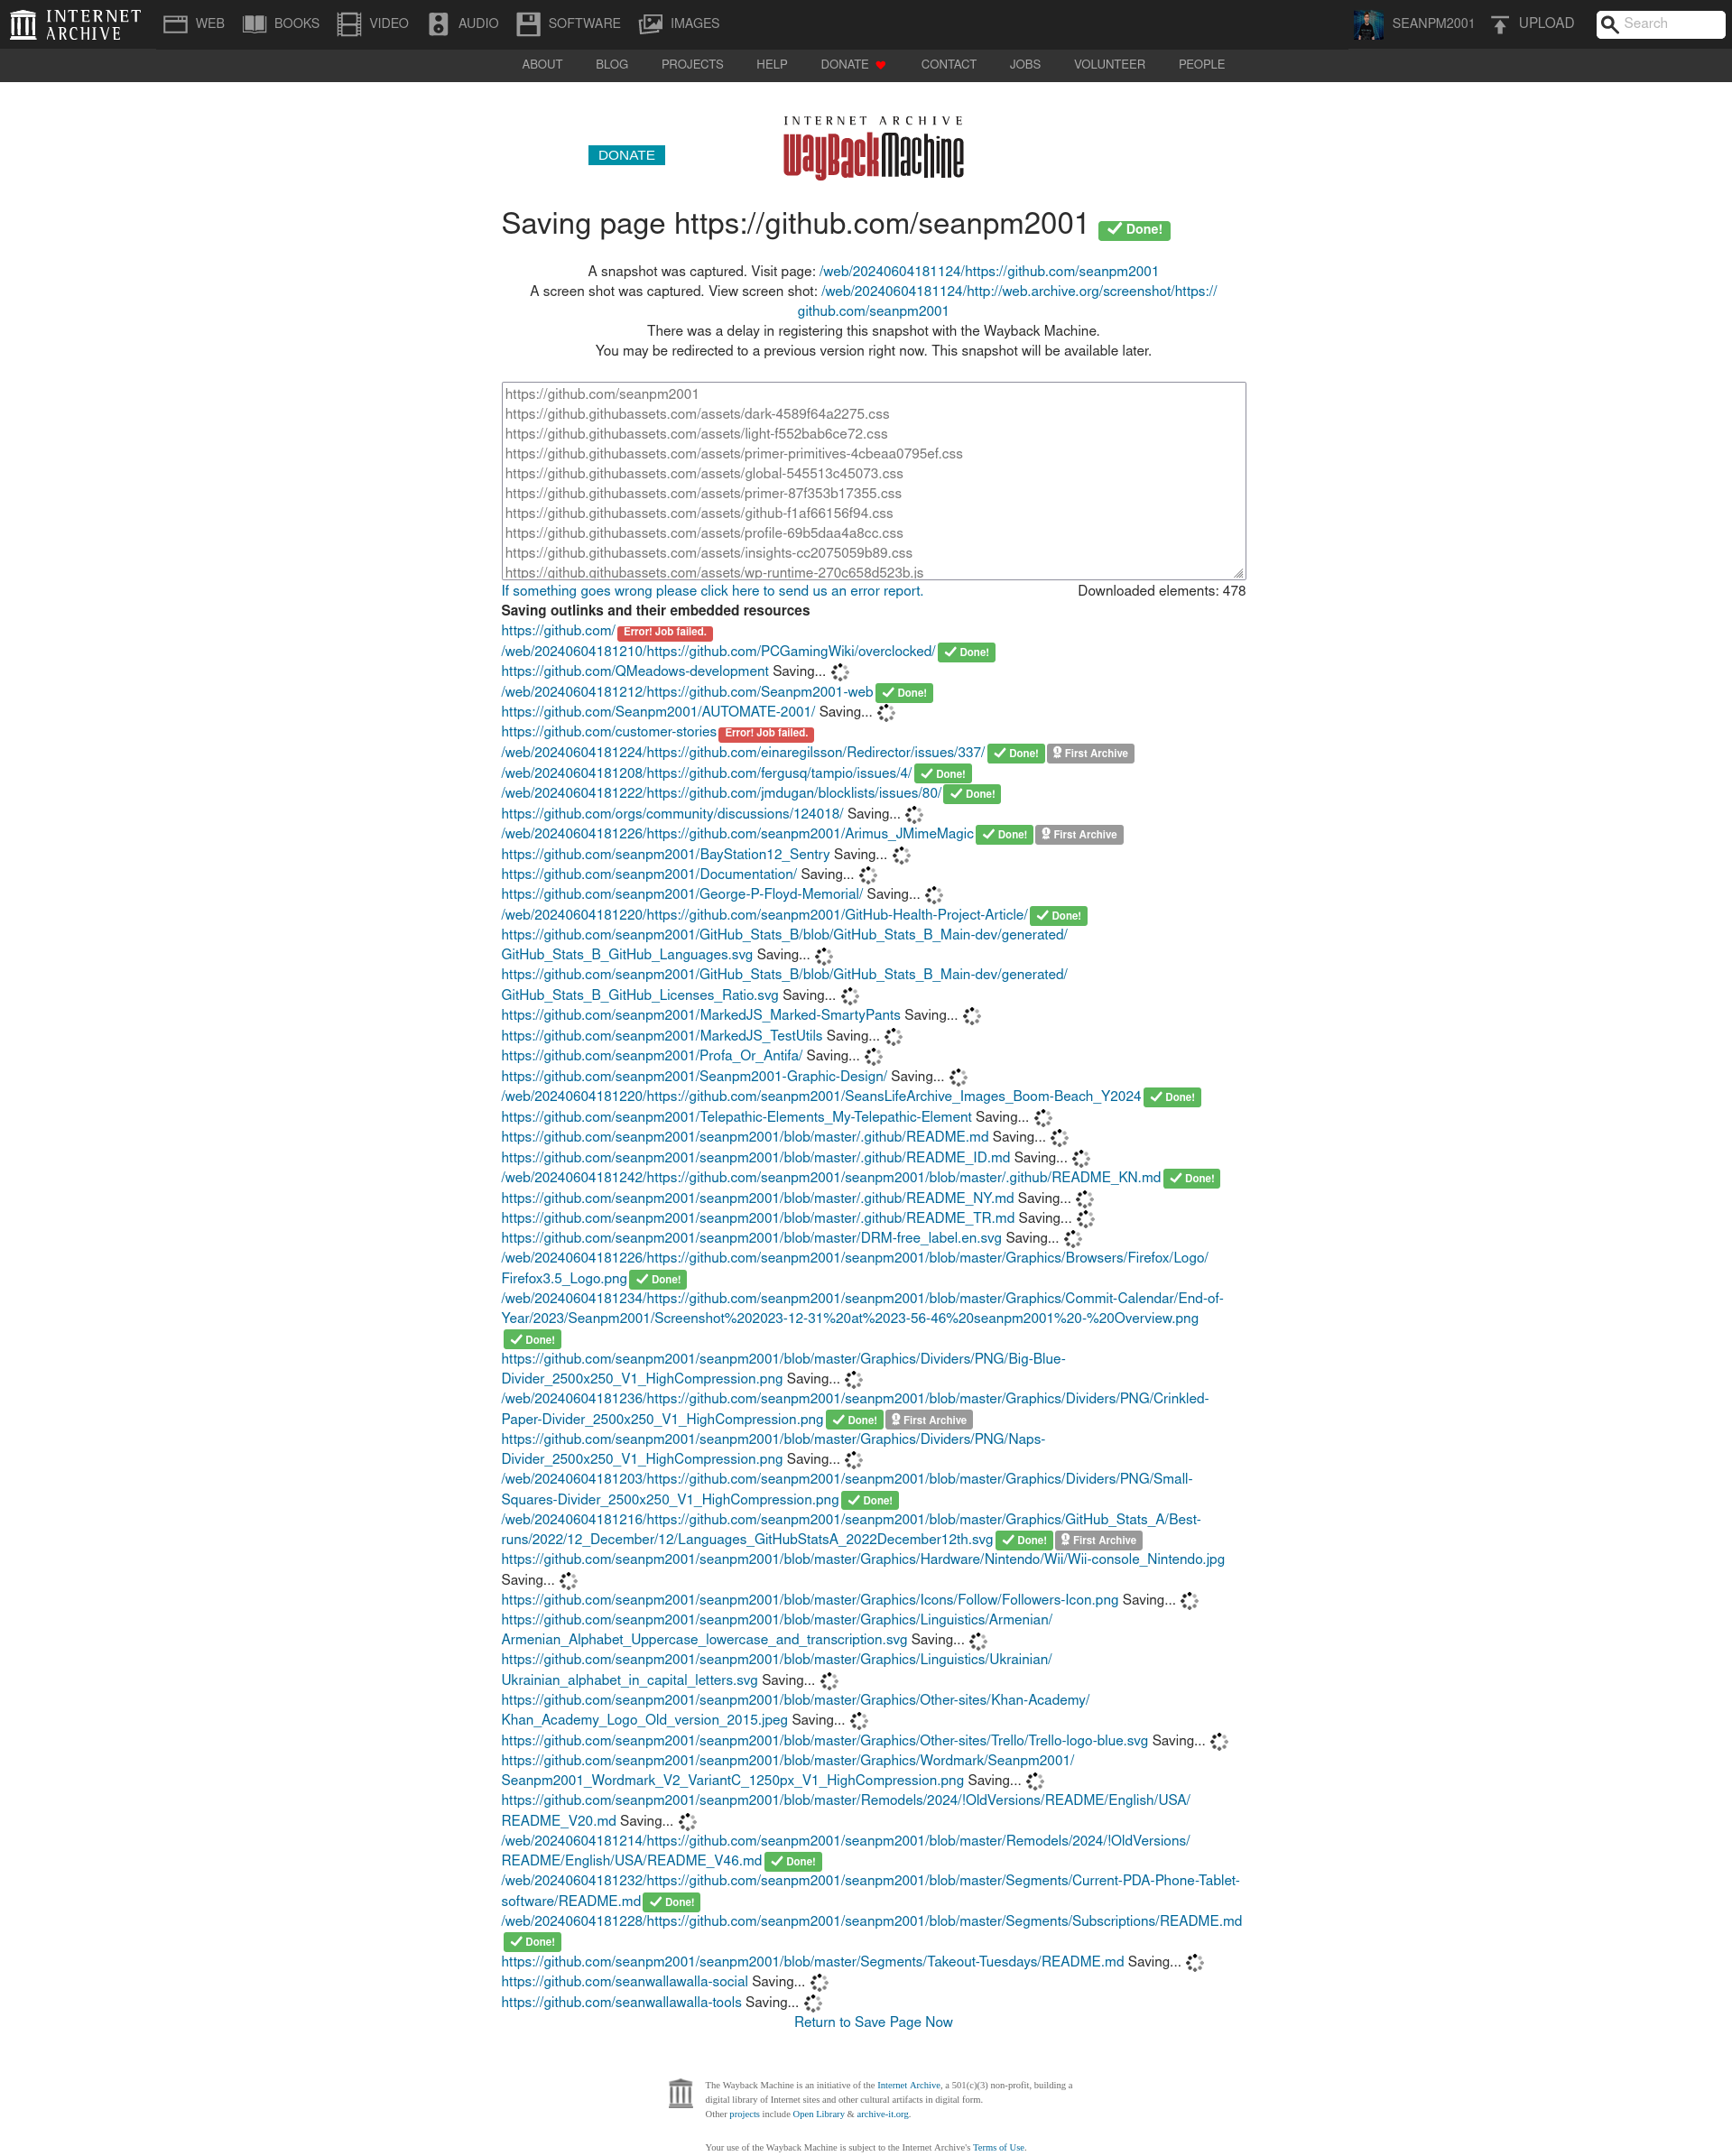 INTERNET ARCHIVE
WEB BOOKS VIDEO AUDIO SOFTWARE IMAGES SEANPM2001 UPLOAD Search
ABOUT BLOG PROJECTS HELP DONATE CONTACT JOBS VOLUNTEER PEOPLE
DONATE
INTERNET ARCHIVE
WayBackMachine
Saving page https://github.com/seanpm2001 Done!
A snapshot was captured. Visit page: /web/20240604181124/https://github.com/seanpm2001
A screen shot was captured. View screen shot: /web/20240604181124/http://web.archive.org/screenshot/https://
github.com/seanpm2001
There was a delay in registering this snapshot with the Wayback Machine.
You may be redirected to a previous version right now. This snapshot will be available later.
https://github.com/seanpm2001
https://github.githubassets.com/assets/dark-4589f64a2275.css
https://github.githubassets.com/assets/light-f552bab6ce72.css
https://github.githubassets.com/assets/primer-primitives-4cbeaa0795ef.css
https://github.githubassets.com/assets/global-545513c45073.css
https://github.githubassets.com/assets/primer-87f353b17355.css
https://github.githubassets.com/assets/github-f1af66156f94.css
https://github.githubassets.com/assets/profile-69b5daa4a8cc.css
https://github.githubassets.com/assets/insights-cc2075059b89.css
https://github.githubassets.com/assets/wp-runtime-270c658d523b.js
If something goes wrong please click here to send us an error report. Downloaded elements: 478
Saving outlinks and their embedded resources
https://github.com/ Error! Job failed.
/web/20240604181210/https://github.com/PCGamingWiki/overclocked/ Done!
https://github.com/QMeadows-development Saving...
/web/20240604181212/https://github.com/Seanpm2001-web Done!
https://github.com/Seanpm2001/AUTOMATE-2001/ Saving...
https://github.com/customer-stories Error! Job failed.
/web/20240604181224/https://github.com/einaregilsson/Redirector/issues/337/ Done! First Archive
/web/20240604181208/https://github.com/fergusq/tampio/issues/4/ Done!
/web/20240604181222/https://github.com/jmdugan/blocklists/issues/80/ Done!
https://github.com/orgs/community/discussions/124018/ Saving...
/web/20240604181226/https://github.com/seanpm2001/Arimus_JMimeMagic Done! First Archive
https://github.com/seanpm2001/BayStation12_Sentry Saving...
https://github.com/seanpm2001/Documentation/ Saving...
https://github.com/seanpm2001/George-P-Floyd-Memorial/ Saving...
/web/20240604181220/https://github.com/seanpm2001/GitHub-Health-Project-Article/ Done!
https://github.com/seanpm2001/GitHub_Stats_B/blob/GitHub_Stats_B_Main-dev/generated/
GitHub_Stats_B_GitHub_Languages.svg Saving...
https://github.com/seanpm2001/GitHub_Stats_B/blob/GitHub_Stats_B_Main-dev/generated/
GitHub_Stats_B_GitHub_Licenses_Ratio.svg Saving...
https://github.com/seanpm2001/MarkedJS_Marked-SmartyPants Saving...
https://github.com/seanpm2001/MarkedJS_TestUtils Saving...
https://github.com/seanpm2001/Profa_Or_Antifa/ Saving...
https://github.com/seanpm2001/Seanpm2001-Graphic-Design/ Saving...
/web/20240604181220/https://github.com/seanpm2001/SeansLifeArchive_Images_Boom-Beach_Y2024 Done!
https://github.com/seanpm2001/Telepathic-Elements_My-Telepathic-Element Saving...
https://github.com/seanpm2001/seanpm2001/blob/master/.github/README.md Saving...
https://github.com/seanpm2001/seanpm2001/blob/master/.github/README_ID.md Saving...
/web/20240604181242/https://github.com/seanpm2001/seanpm2001/blob/master/.github/README_KN.md Done!
https://github.com/seanpm2001/seanpm2001/blob/master/.github/README_NY.md Saving...
https://github.com/seanpm2001/seanpm2001/blob/master/.github/README_TR.md Saving...
https://github.com/seanpm2001/seanpm2001/blob/master/DRM-free_label.en.svg Saving...
/web/20240604181226/https://github.com/seanpm2001/seanpm2001/blob/master/Graphics/Browsers/Firefox/Logo/
Firefox3.5_Logo.png Done!
/web/20240604181234/https://github.com/seanpm2001/seanpm2001/blob/master/Graphics/Commit-Calendar/End-of-
Year/2023/Seanpm2001/Screenshot%202023-12-31%20at%2023-56-46%20seanpm2001%20-%20Overview.png
Done!
https://github.com/seanpm2001/seanpm2001/blob/master/Graphics/Dividers/PNG/Big-Blue-
Divider_2500x250_V1_HighCompression.png Saving...
/web/20240604181236/https://github.com/seanpm2001/seanpm2001/blob/master/Graphics/Dividers/PNG/Crinkled-
Paper-Divider_2500x250_V1_HighCompression.png Done! First Archive
https://github.com/seanpm2001/seanpm2001/blob/master/Graphics/Dividers/PNG/Naps-
Divider_2500x250_V1_HighCompression.png Saving...
/web/20240604181203/https://github.com/seanpm2001/seanpm2001/blob/master/Graphics/Dividers/PNG/Small-
Squares-Divider_2500x250_V1_HighCompression.png Done!
/web/20240604181216/https://github.com/seanpm2001/seanpm2001/blob/master/Graphics/GitHub_Stats_A/Best-
runs/2022/12_December/12/Languages_GitHubStatsA_2022December12th.svg Done! First Archive
https://github.com/seanpm2001/seanpm2001/blob/master/Graphics/Hardware/Nintendo/Wii/Wii-console_Nintendo.jpg
Saving...
https://github.com/seanpm2001/seanpm2001/blob/master/Graphics/Icons/Follow/Followers-Icon.png Saving...
https://github.com/seanpm2001/seanpm2001/blob/master/Graphics/Linguistics/Armenian/
Armenian_Alphabet_Uppercase_lowercase_and_transcription.svg Saving...
https://github.com/seanpm2001/seanpm2001/blob/master/Graphics/Linguistics/Ukrainian/
Ukrainian_alphabet_in_capital_letters.svg Saving...
https://github.com/seanpm2001/seanpm2001/blob/master/Graphics/Other-sites/Khan-Academy/
Khan_Academy_Logo_Old_version_2015.jpeg Saving...
https://github.com/seanpm2001/seanpm2001/blob/master/Graphics/Other-sites/Trello/Trello-logo-blue.svg Saving...
https://github.com/seanpm2001/seanpm2001/blob/master/Graphics/Wordmark/Seanpm2001/
Seanpm2001_Wordmark_V2_VariantC_1250px_V1_HighCompression.png Saving...
https://github.com/seanpm2001/seanpm2001/blob/master/Remodels/2024/!OldVersions/README/English/USA/
README_V20.md Saving...
/web/20240604181214/https://github.com/seanpm2001/seanpm2001/blob/master/Remodels/2024/!OldVersions/
README/English/USA/README_V46.md Done!
/web/20240604181232/https://github.com/seanpm2001/seanpm2001/blob/master/Segments/Current-PDA-Phone-Tablet-
software/README.md Done!
/web/20240604181228/https://github.com/seanpm2001/seanpm2001/blob/master/Segments/Subscriptions/README.md
Done!
https://github.com/seanpm2001/seanpm2001/blob/master/Segments/Takeout-Tuesdays/README.md Saving...
https://github.com/seanwallawalla-social Saving...
https://github.com/seanwallawalla-tools Saving...
Return to Save Page Now
The Wayback Machine is an initiative of the Internet Archive, a 501(c)(3) non-profit, building a
digital library of Internet sites and other cultural artifacts in digital form.
Other projects include Open Library & archive-it.org.
Your use of the Wayback Machine is subject to the Internet Archive's Terms of Use.